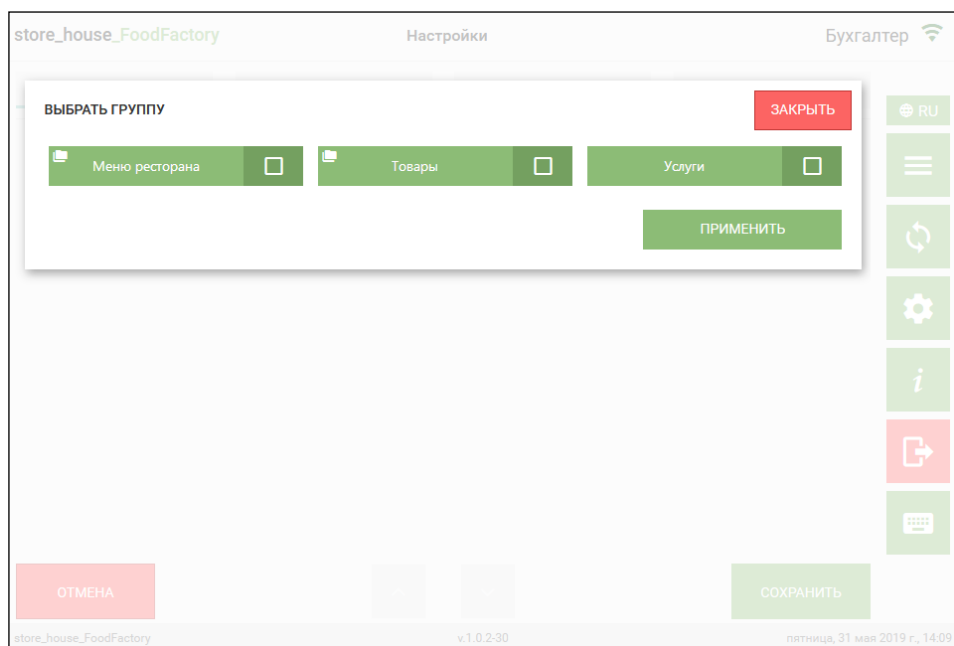 store_house_FoodFactory Настройки Бухгалтер
ВЫБРАТЬ ГРУППУ ЗАКРЫТЬ
RU
Меню ресторана Товары Услуги
ПРИМЕНИТЬ
i
ОТМЕНА СОХРАНИТЬ
store_house_FoodFactory v.1.0.2-30 пятница, 31 мая 2019 г., 14:09